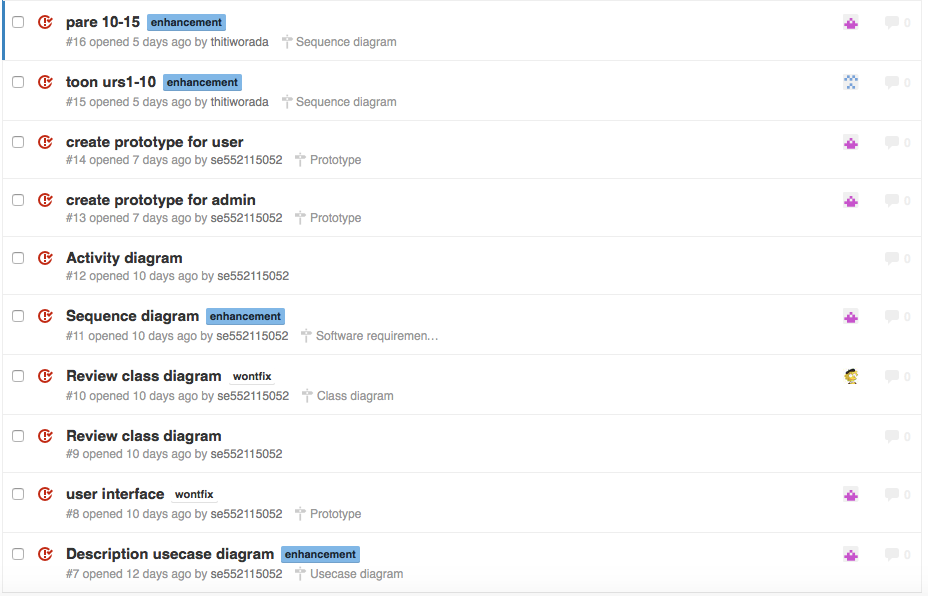 pare 10-15 enhancement
#16 opened 5 days ago by thitiworada Sequence diagram 0
toon urs1-10 enhancement
#15 opened 5 days ago by thitiworada Sequence diagram 0
create prototype for user
#14 opened 7 days ago by se552115052 Prototype 0
create prototype for admin
#13 opened 7 days ago by se552115052 Prototype 0
Activity diagram
#12 opened 10 days ago by se552115052 0
Sequence diagram enhancement
#11 opened 10 days ago by se552115052 Software requiremen… 0
Review class diagram wontfix
#10 opened 10 days ago by se552115052 Class diagram 0
Review class diagram
#9 opened 10 days ago by se552115052 0
user interface wontfix
#8 opened 10 days ago by se552115052 Prototype 0
Description usecase diagram enhancement
#7 opened 12 days ago by se552115052 Usecase diagram 0